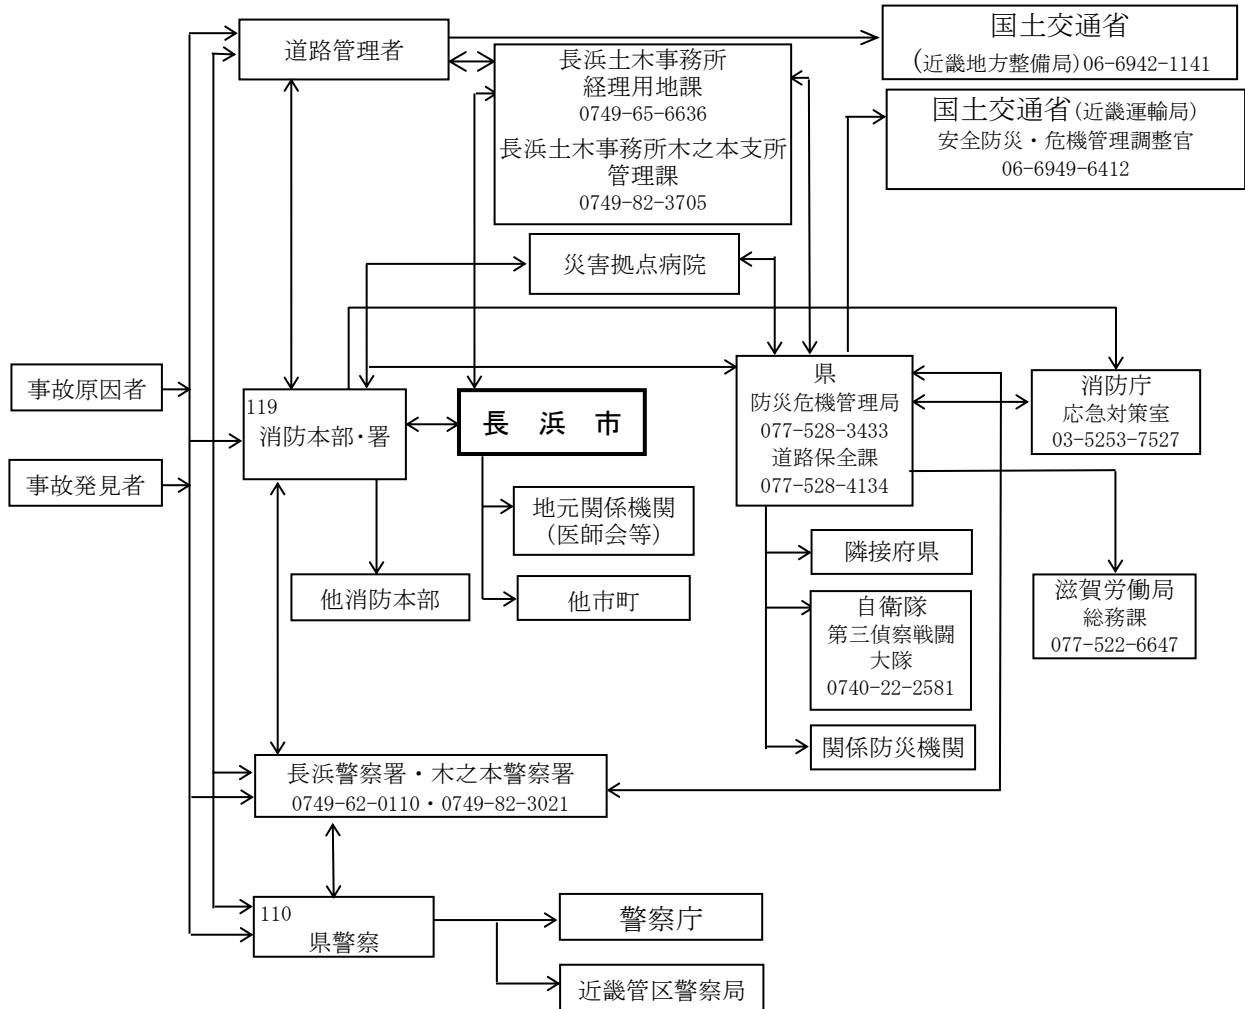 道路管理者
国土交通省
(近畿地方整備局)06-6942-1141
長浜土木事務所
経理用地課
0749-65-6636
長浜土木事務所木之本支所
管理課
0749-82-3705
国土交通省(近畿運輸局)
安全防災・危機管理調整官
06-6949-6412
災害拠点病院
事故原因者
119
消防本部・署
長 浜 市
県
防災危機管理局
077-528-3433
道路保全課
077-528-4134
消防庁
応急対策室
03-5253-7527
事故発見者
地元関係機関
(医師会等)
他消防本部
他市町
隣接府県
自衛隊
第三偵察戦闘
大隊
0740-22-2581
滋賀労働局
総務課
077-522-6647
関係防災機関
長浜警察署・木之本警察署
0749-62-0110・0749-82-3021
110
県警察
警察庁
近畿管区警察局